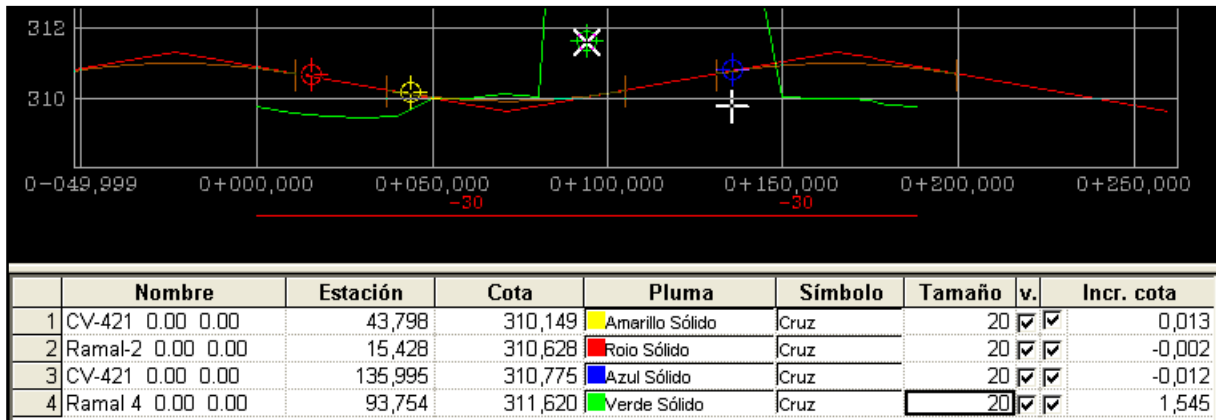 312
310
0-049,999 0+000,000 0+050,000 0+100,000 0+150,000 0+200,000 0+250,000
-30 -30
Nombre Estación Cota Pluma Símbolo Tamaño v. Incr. cota
1 CV-421 0.00 0.00 43,798 310,149 Amarillo Sólido Cruz 20 0,013
2 Ramal-2 0.00 0.00 15,428 310,628 Roio Sólido Cruz 20 -0,002
3 CV-421 0.00 0.00 135,995 310,775 Azul Sólido Cruz 20 -0,012
4 Ramal 4 0.00 0.00 93,754 311,620 Verde Sólido Cruz 20 1,545